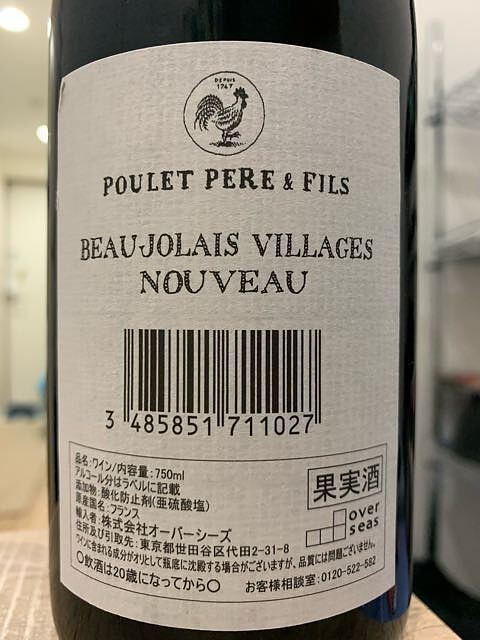 DEPUIS
1747
POULET PERE & FILS
BEAUJOLAIS VILLAGES
NOUVEAU
3 485851 711027
品名:ワイン/内容量:750ml
アルコール分はラベルに記載
添加物:酸化防止剤(亜硫酸塩)
原産国名:フランス
輸入者:株式会社オーバーシーズ
住所及び引取先:東京都世田谷区代田2-31-8
ワインに含まれる成分がオリとして瓶底に沈殿する場合がございますが、品質には問題ございません。
〇飲酒は20歳になってから〇
お客様相談室:0120-522-582
果実酒
over
seas